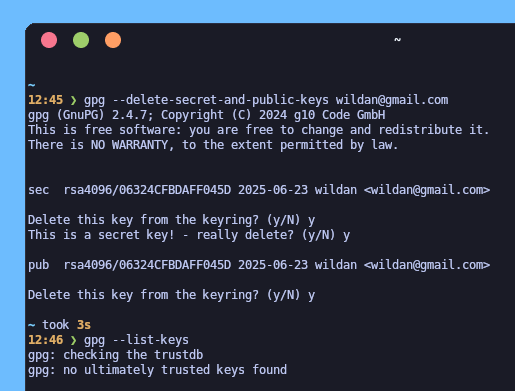 ~
~
12:45 ❯ gpg --delete-secret-and-public-keys wildan@gmail.com
gpg (GnuPG) 2.4.7; Copyright (C) 2024 g10 Code GmbH
This is free software: you are free to change and redistribute it.
There is NO WARRANTY, to the extent permitted by law.
sec  rsa4096/06324CFBDAFF045D 2025-06-23 wildan <wildan@gmail.com>
Delete this key from the keyring? (y/N) y
This is a secret key! - really delete? (y/N) y
pub  rsa4096/06324CFBDAFF045D 2025-06-23 wildan <wildan@gmail.com>
Delete this key from the keyring? (y/N) y
~ took 3s
12:46 ❯ gpg --list-keys
gpg: checking the trustdb
gpg: no ultimately trusted keys found